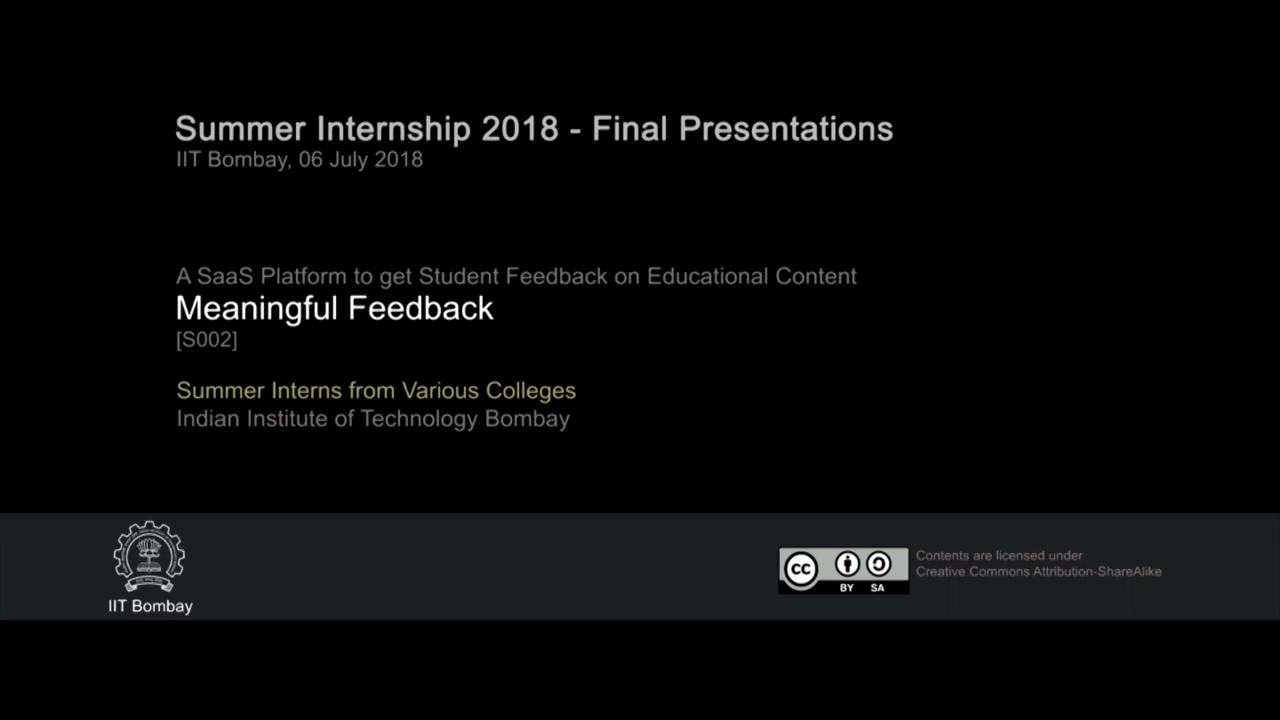 Summer Internship 2018 - Final Presentations
IIT Bombay, 06 July 2018
A SaaS Platform to get Student Feedback on Educational Content
Meaningful Feedback
[S002]
Summer Interns from Various Colleges
Indian Institute of Technology Bombay
IIT Bombay
cc
BY SA
Contents are licensed under
Creative Commons Attribution-ShareAlike